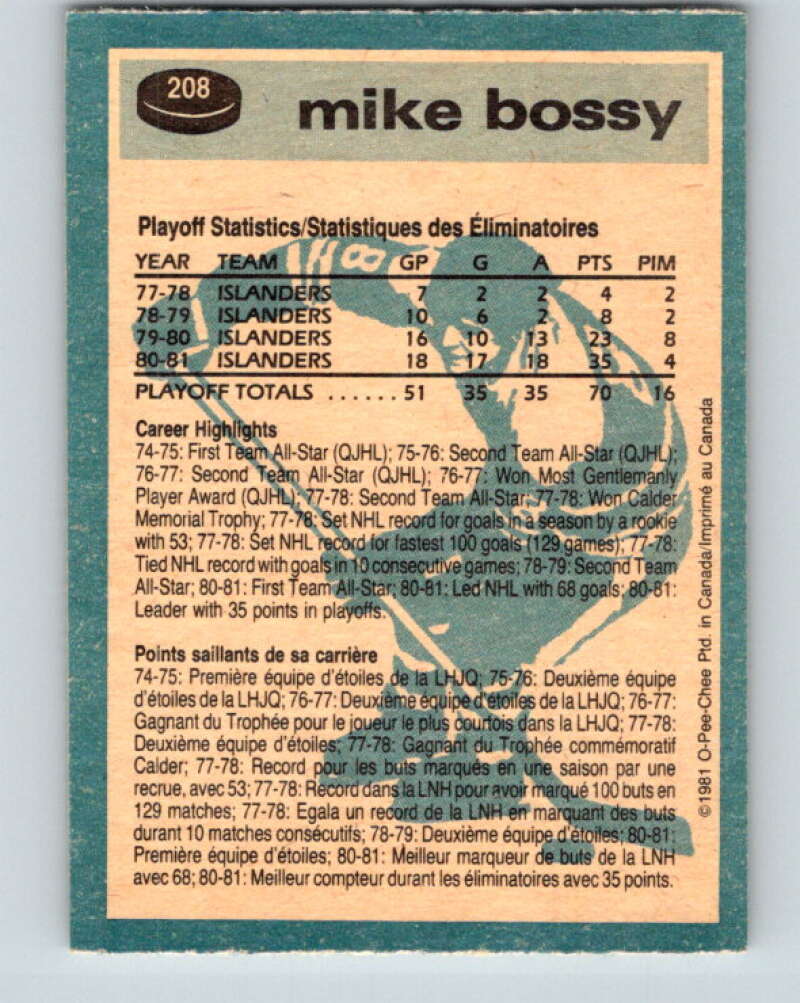 208
mike bossy
Playoff Statistics/Statistiques des Éliminatoires
YEAR TEAM GP G A PTS PIM
77-78 ISLANDERS 7 2 2 4 2
78-79 ISLANDERS 10 6 2 8 2
79-80 ISLANDERS 16 10 13 23 8
80-81 ISLANDERS 18 17 18 35 4
PLAYOFF TOTALS ...... 51 35 35 70 16
Career Highlights
74-75: First Team All-Star (QJHL); 75-76: Second Team All-Star (QJHL);
76-77: Second Team All-Star (QJHL); 76-77: Won Most Gentlemanly
Player Award (QJHL); 77-78: Second Team All-Star; 77-78: Won Calder
Memorial Trophy; 77-78: Set NHL record for goals in a season by a rookie
with 53; 77-78: Set NHL record for fastest 100 goals (129 games); 77-78:
Tied NHL record with goals in 10 consecutive games; 78-79: Second Team
All-Star; 80-81: First Team All-Star; 80-81: Led NHL with 68 goals; 80-81:
Leader with 35 points in playoffs.
Points saillants de sa carrière
74-75: Première équipe d'étoiles de la LHJQ; 75-76: Deuxième équipe
d'étoiles de la LHJQ; 76-77: Deuxième équipe d'étoiles de la LHJQ; 76-77:
Gagnant du Trophée pour le joueur le plus courtois dans la LHJQ; 77-78:
Deuxième équipe d'étoiles; 77-78: Gagnant du Trophée commémoratif
Calder; 77-78: Record pour les buts marqués en une saison par une
recrue, avec 53; 77-78: Record dans la LNH pour avoir marqué 100 buts en
129 matches; 77-78: Egala un record de la LNH en marquant des buts
durant 10 matches consécutifs; 78-79: Deuxième équipe d'étoiles; 80-81:
Première équipe d'étoiles; 80-81: Meilleur marqueur de buts de la LNH
avec 68; 80-81: Meilleur compteur durant les éliminatoires avec 35 points.
©1981 O-Pee-Chee Ptd. in Canada/Imprimé au Canada